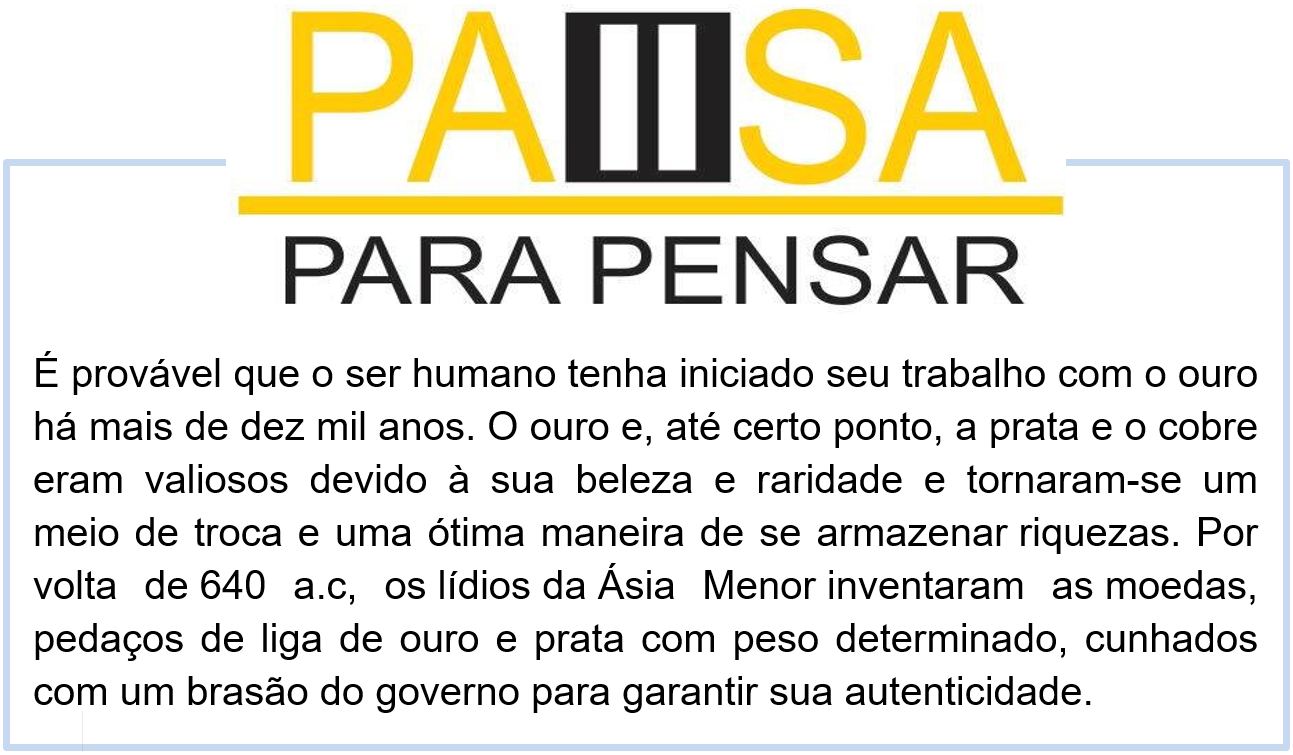 PAUSA
PARA PENSAR
É provável que o ser humano tenha iniciado seu trabalho com o ouro
há mais de dez mil anos. O ouro e, até certo ponto, a prata e o cobre
eram valiosos devido à sua beleza e raridade e tornaram-se um
meio de troca e uma ótima maneira de se armazenar riquezas. Por
volta de 640 a.c, os lídios da Ásia Menor inventaram as moedas,
pedaços de liga de ouro e prata com peso determinado, cunhados
com um brasão do governo para garantir sua autenticidade.